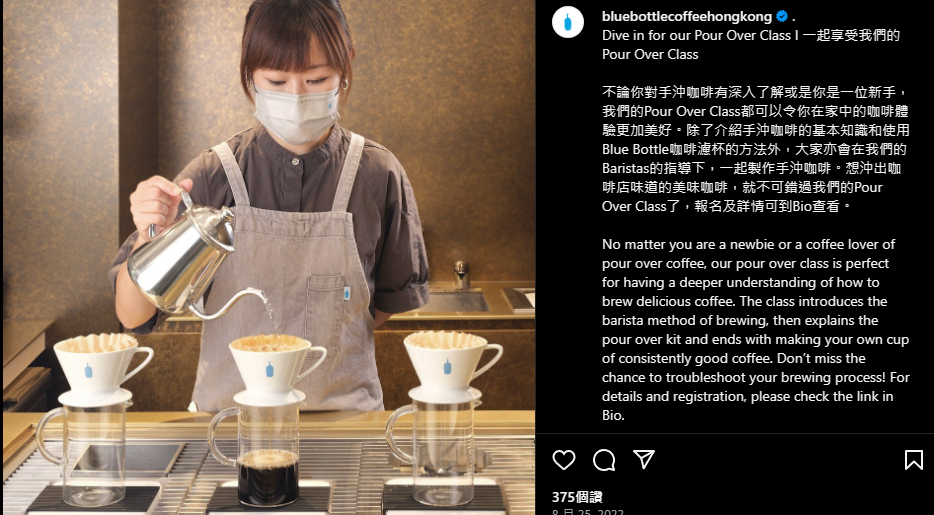 bluebottlecoffeehongkong .
Dive in for our Pour Over Class I 一起享受我們的
Pour Over Class
不論你對手沖咖啡有深入了解或是你是一位新手，
我們的Pour Over Class都可以令你在家中的咖啡體
驗更加美好。除了介紹手沖咖啡的基本知識和使用
Blue Bottle咖啡濾杯的方法外，大家亦會在我們的
Baristas的指導下，一起製作手沖咖啡。想沖出咖
啡店味道的美味咖啡，就不可錯過我們的Pour
Over Class了，報名及詳情可到Bio查看。
No matter you are a newbie or a coffee lover of
pour over coffee, our pour over class is perfect
for having a deeper understanding of how to
brew delicious coffee. The class introduces the
barista method of brewing, then explains the
pour over kit and ends with making your own cup
of consistently good coffee. Don’t miss the
chance to troubleshoot your brewing process! For
details and registration, please check the link in
Bio.
375個讚
8 月 25, 2022